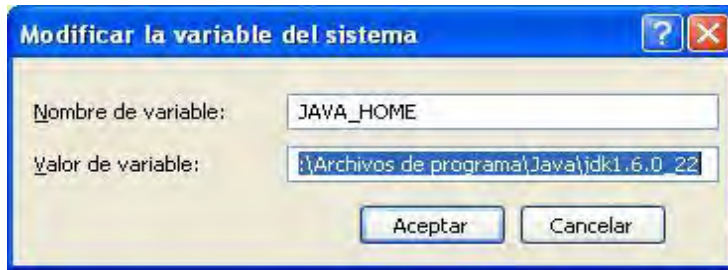 Modificar la variable del sistema
Nombre de variable: JAVA_HOME
Valor de variable: :\Archivos de programa\Java\jdk1.6.0_22
Aceptar Cancelar